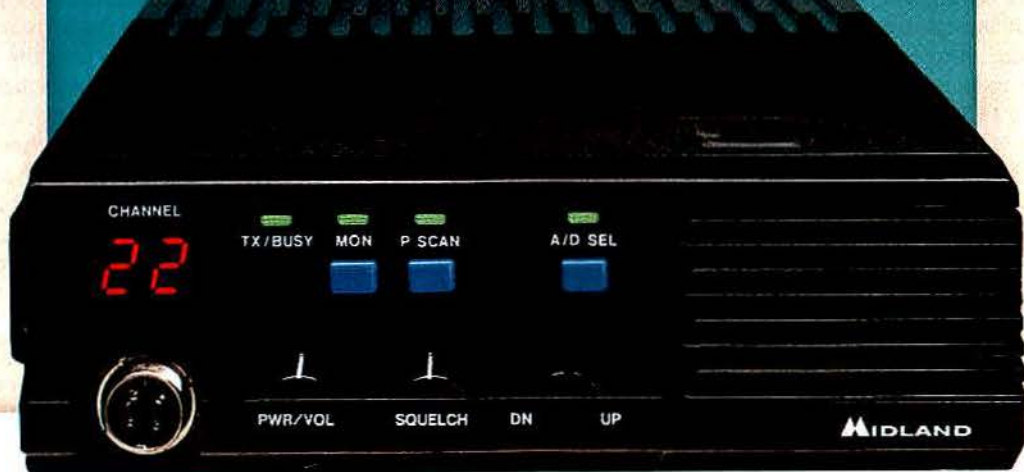 CHANNEL
22
TX/BUSY MON P SCAN A/D SEL
PWR/VOL SQUELCH DN UP
MIDLAND